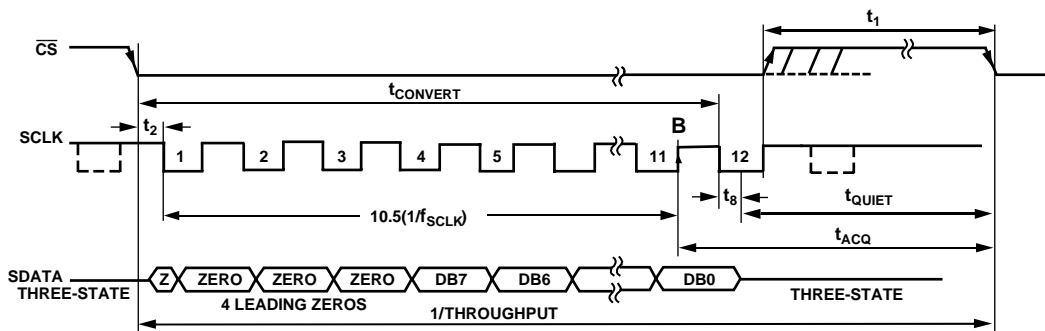 t1
CS
tCONVERT
t2
B
SCLK
1 2 3 4 5 11 12
t8
tQUIET
10.5(1/fSCLK)
tACQ
SDATA
Z ZERO ZERO ZERO DB7 DB6 DB0
THREE-STATE
THREE-STATE
4 LEADING ZEROS
1/THROUGHPUT